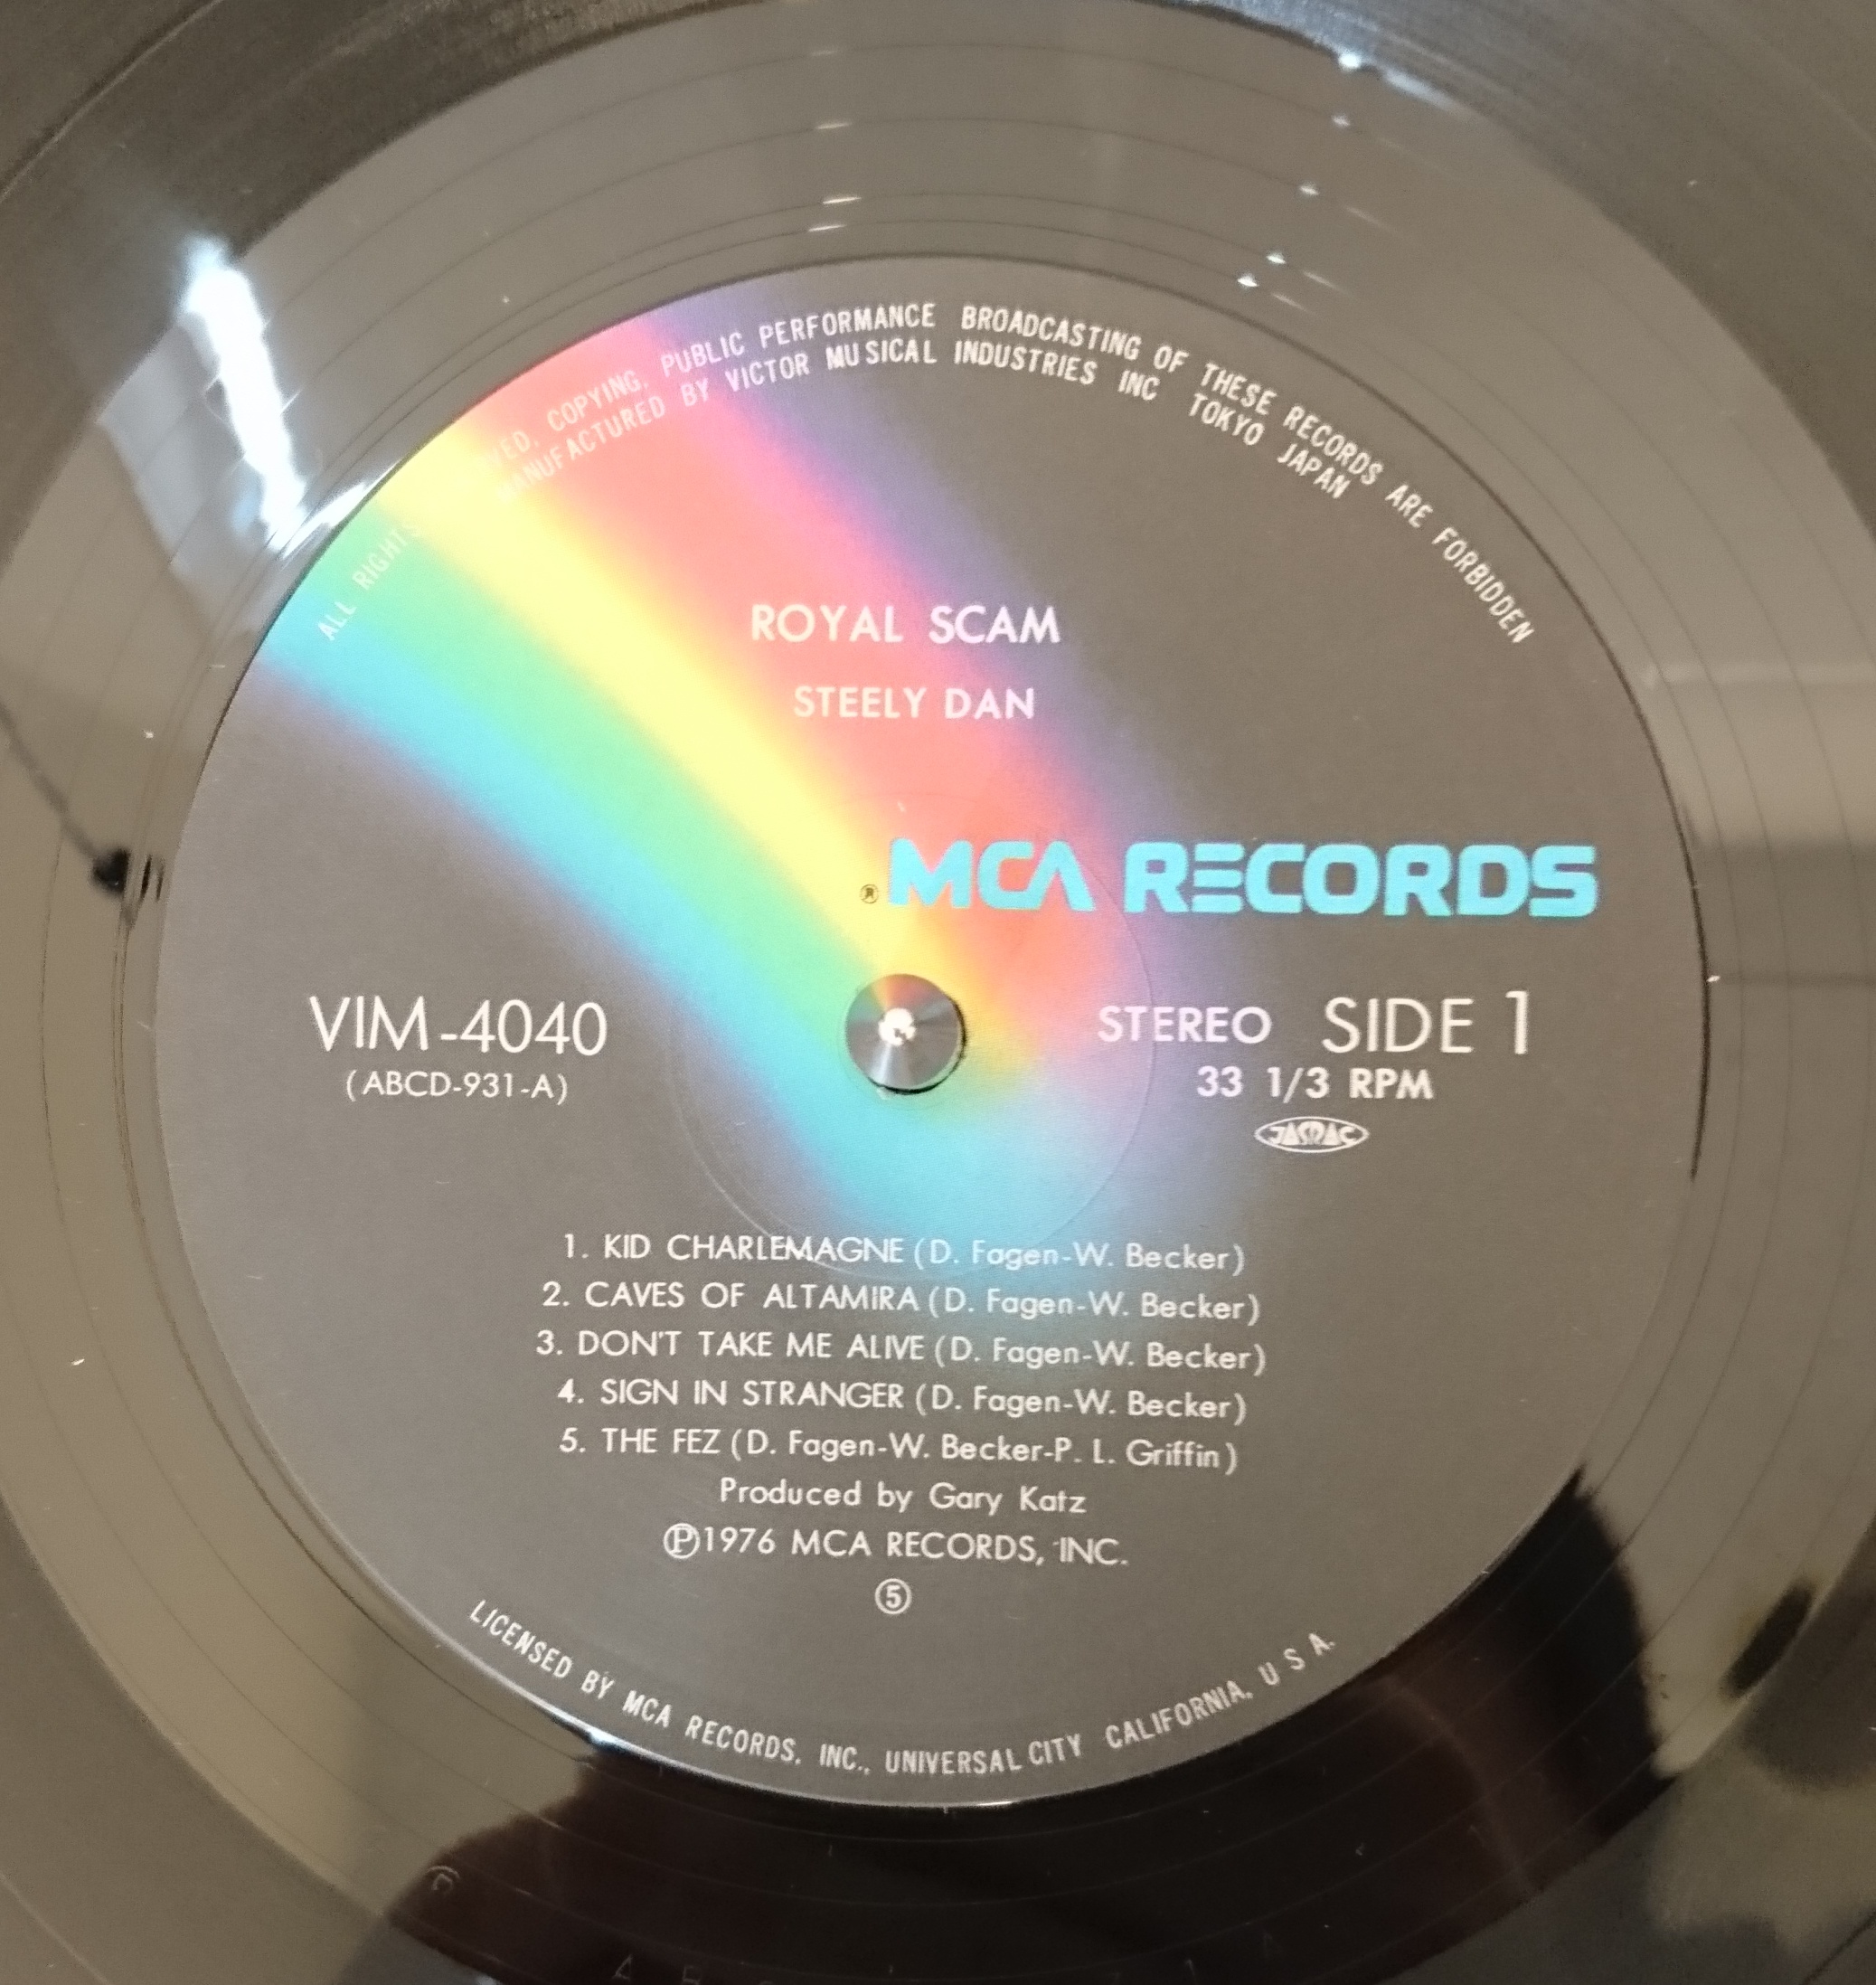 ALL RIGHTS VED. COPYING. PUBLIC PERFORMANCE BROADCASTING OF THESE RECORDS ARE FORBIDDEN
MANUFACTURED BY VICTOR MUSICAL INDUSTRIES INC TOKYO JAPAN
ROYAL SCAM
STEELY DAN
® MCA RECORDS
VIM-4040
(ABCD-931-A)
STEREO SIDE 1
33 1/3 RPM
JASRAC
1. KID CHARLEMAGNE (D. Fagen-W. Becker)
2. CAVES OF ALTAMIRA (D. Fagen-W. Becker)
3. DON'T TAKE ME ALIVE (D. Fagen-W. Becker)
4. SIGN IN STRANGER (D. Fagen-W. Becker)
5. THE FEZ (D. Fagen-W. Becker-P. L. Griffin)
Produced by Gary Katz
Ⓟ1976 MCA RECORDS, INC.
⑤
LICENSED BY MCA RECORDS, INC., UNIVERSAL CITY CALIFORNIA, U S A.